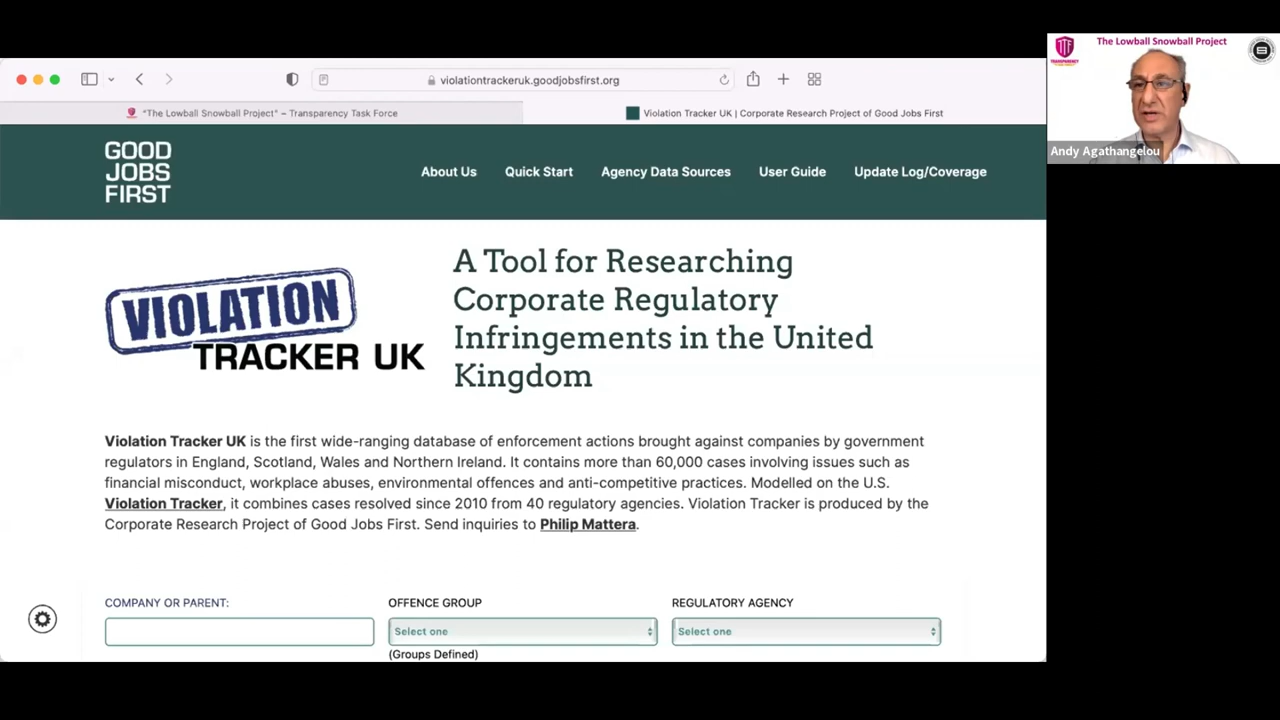 violationtrackeruk.goodjobsfirst.org
"The Lowball Snowball Project" – Transparency Task Force
Violation Tracker UK | Corporate Research Project of Good Jobs First
The Lowball Snowball Project
TTF
TRANSPARENCY
Andy Agathangelou
GOOD
JOBS
FIRST
About Us
Quick Start
Agency Data Sources
User Guide
Update Log/Coverage
VIOLATION
TRACKER UK
A Tool for Researching
Corporate Regulatory
Infringements in the United
Kingdom
Violation Tracker UK is the first wide-ranging database of enforcement actions brought against companies by government
regulators in England, Scotland, Wales and Northern Ireland. It contains more than 60,000 cases involving issues such as
financial misconduct, workplace abuses, environmental offences and anti-competitive practices. Modelled on the U.S.
Violation Tracker, it combines cases resolved since 2010 from 40 regulatory agencies. Violation Tracker is produced by the
Corporate Research Project of Good Jobs First. Send inquiries to Philip Mattera.
COMPANY OR PARENT:
OFFENCE GROUP
REGULATORY AGENCY
Select one
Select one
(Groups Defined)